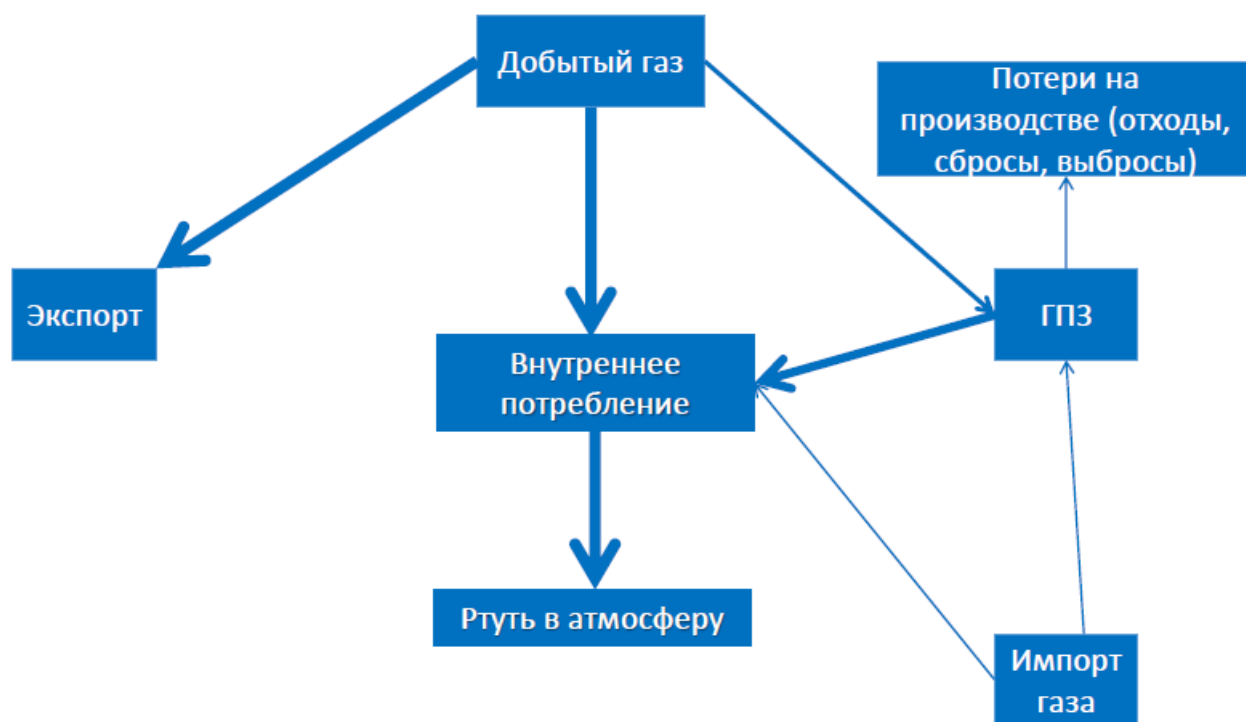 Добытый газ
Потери на
производстве (отходы,
сбросы, выбросы)
Экспорт
ГПЗ
Внутреннее
потребление
Ртуть в атмосферу
Импорт
газа